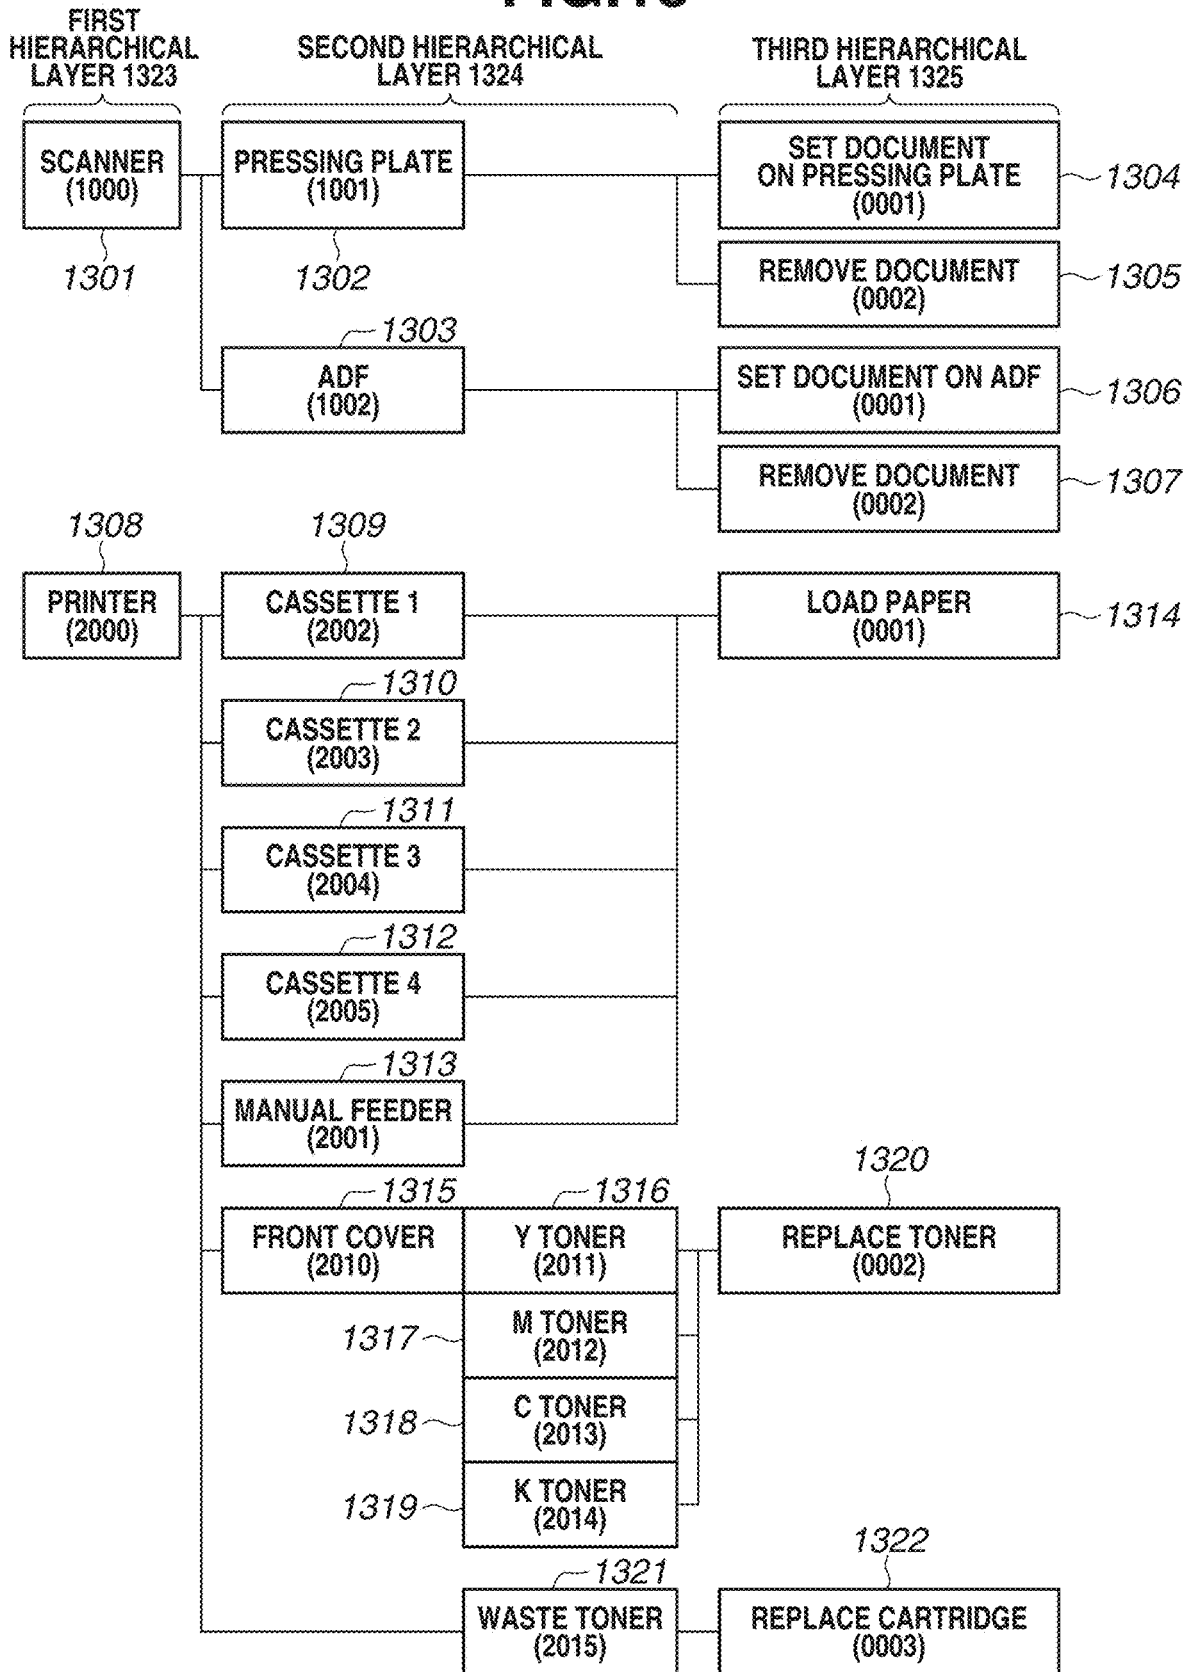 FIRST
HIERARCHICAL
LAYER 1323
SECOND HIERARCHICAL
LAYER 1324
THIRD HIERARCHICAL
LAYER 1325
SCANNER
(1000)
1301
PRESSING PLATE
(1001)
1302
SET DOCUMENT
ON PRESSING PLATE
(0001)
1304
REMOVE DOCUMENT
(0002)
1305
1303
ADF
(1002)
SET DOCUMENT ON ADF
(0001)
1306
REMOVE DOCUMENT
(0002)
1307
1308
PRINTER
(2000)
1309
CASSETTE 1
(2002)
LOAD PAPER
(0001)
1314
1310
CASSETTE 2
(2003)
1311
CASSETTE 3
(2004)
1312
CASSETTE 4
(2005)
1313
MANUAL FEEDER
(2001)
1315
FRONT COVER
(2010)
1316
Y TONER
(2011)
1320
REPLACE TONER
(0002)
1317
M TONER
(2012)
1318
C TONER
(2013)
1319
K TONER
(2014)
1321
WASTE TONER
(2015)
1322
REPLACE CARTRIDGE
(0003)